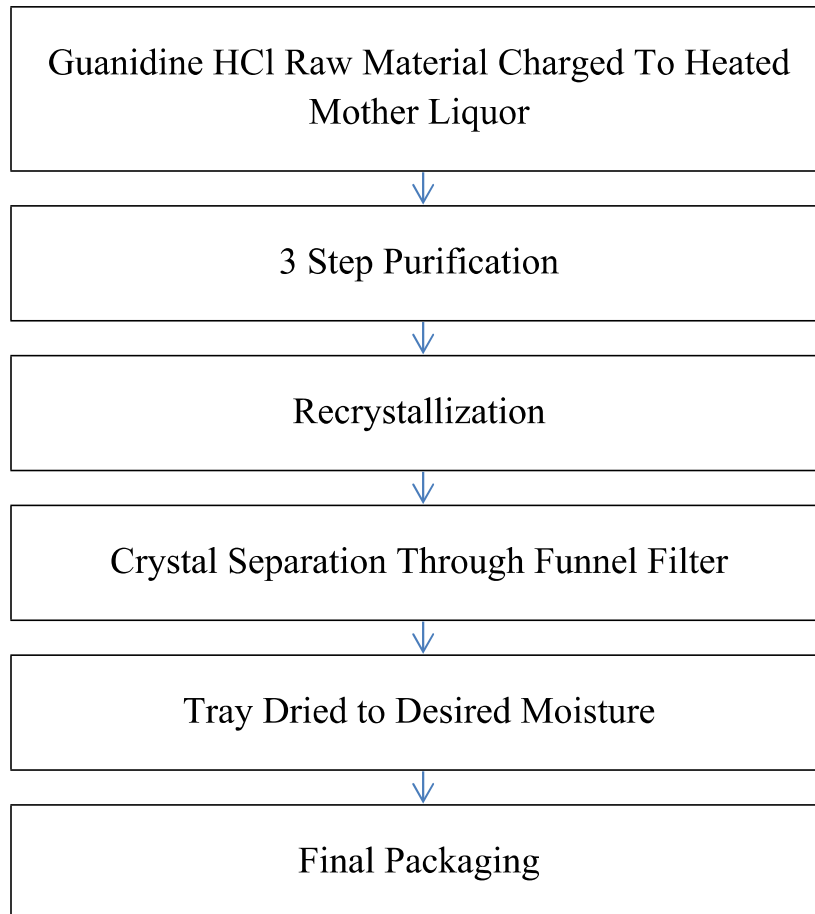 Guanidine HCl Raw Material Charged To Heated
Mother Liquor
3 Step Purification
Recrystallization
Crystal Separation Through Funnel Filter
Tray Dried to Desired Moisture
Final Packaging